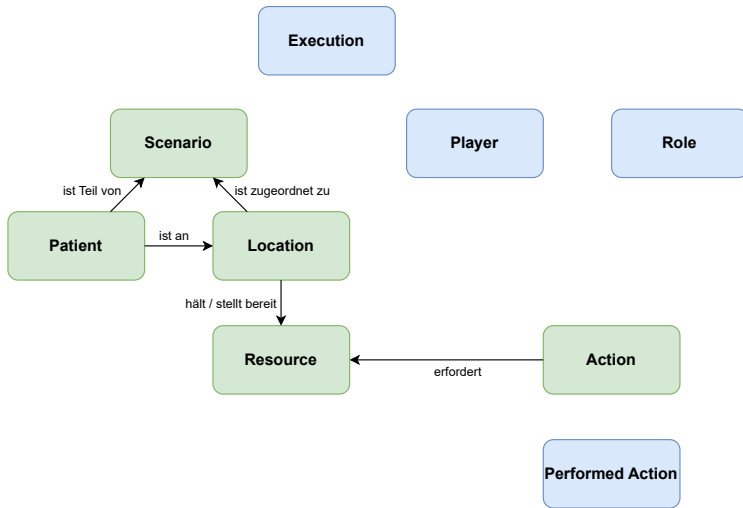 Execution
Scenario
Player
Role
ist Teil von
ist zugeordnet zu
Patient
ist an
Location
hält / stellt bereit
Resource
erfordert
Action
Performed Action